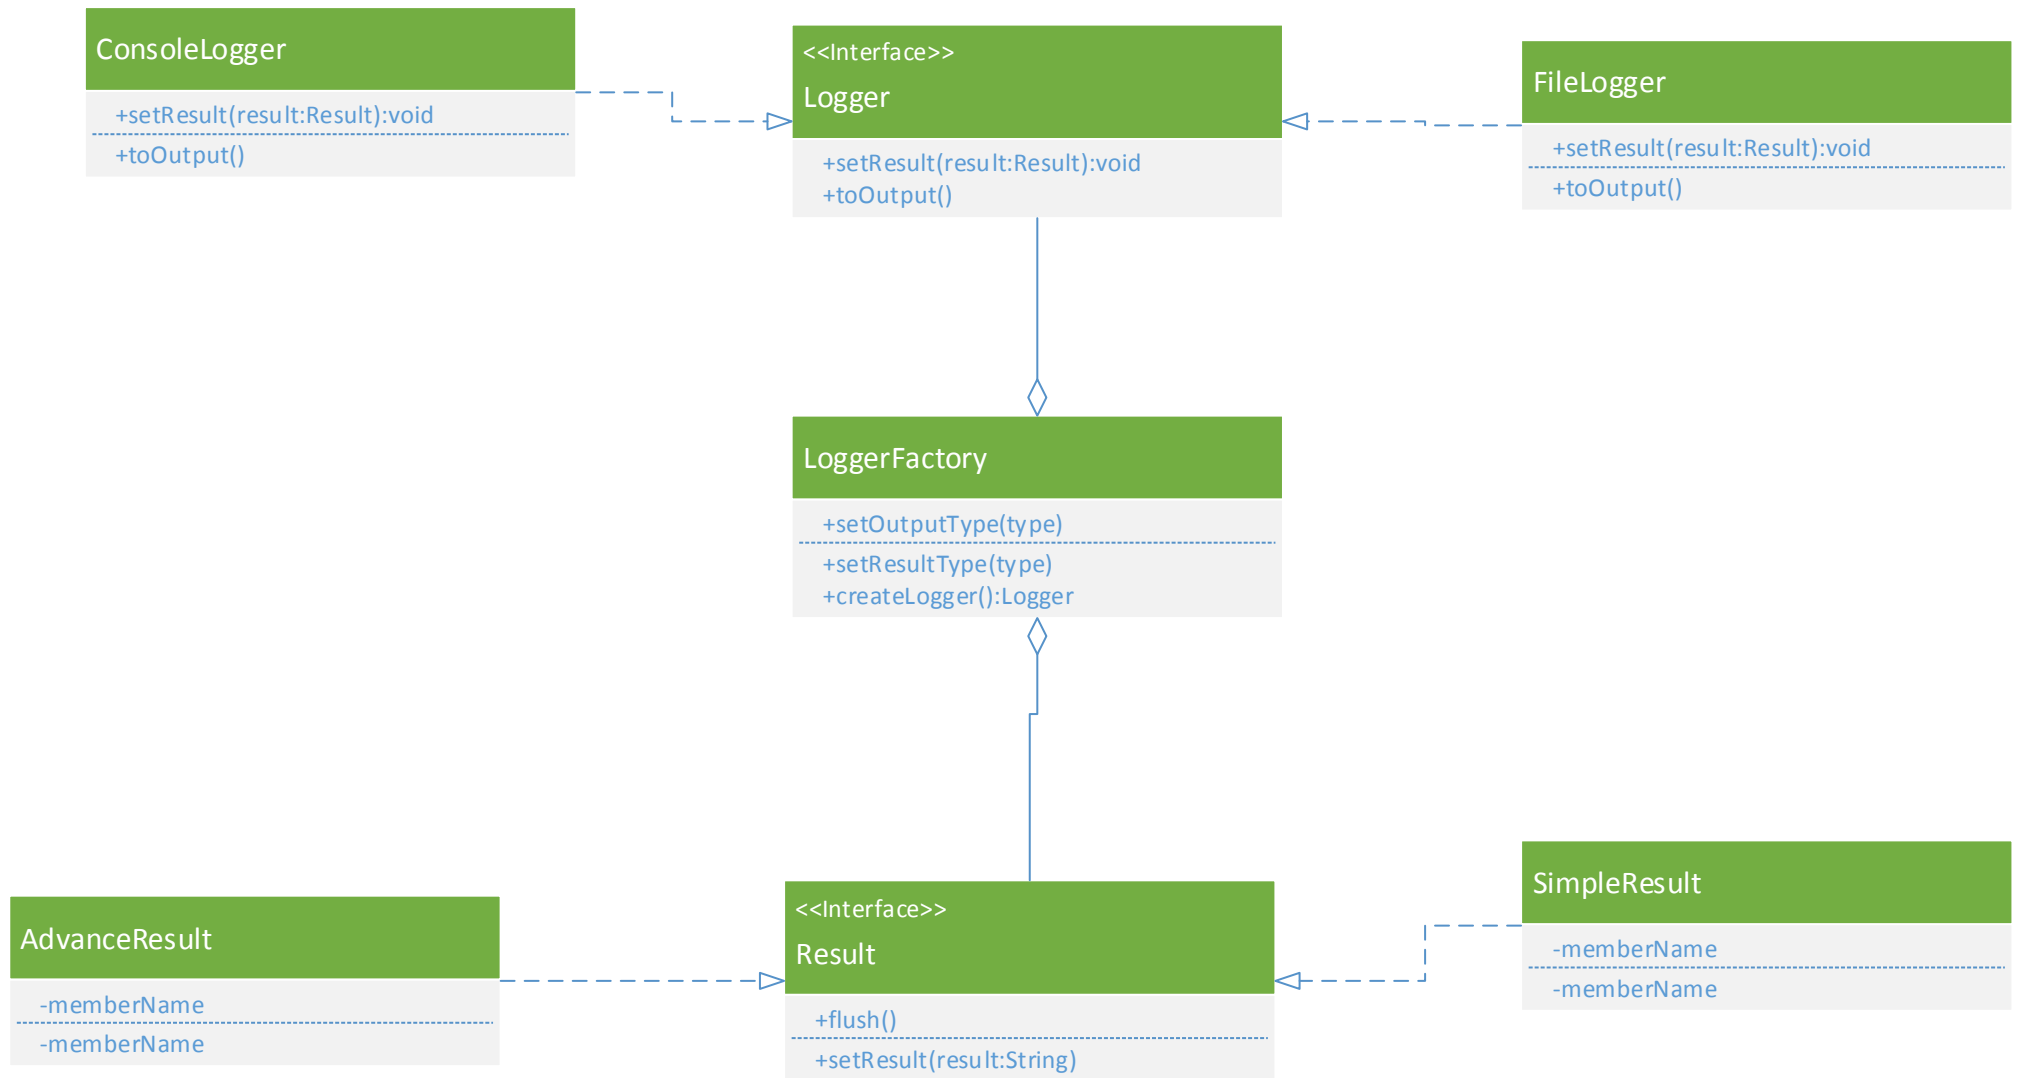 ConsoleLogger
+setResult(result:Result):void
+toOutput()
<<Interface>>
Logger
+setResult(result:Result):void
+toOutput()
FileLogger
+setResult(result:Result):void
+toOutput()
LoggerFactory
+setOutputType(type)
+setResultType(type)
+createLogger():Logger
AdvanceResult
-memberName
-memberName
<<Interface>>
Result
+flush()
+setResult(result:String)
SimpleResult
-memberName
-memberName